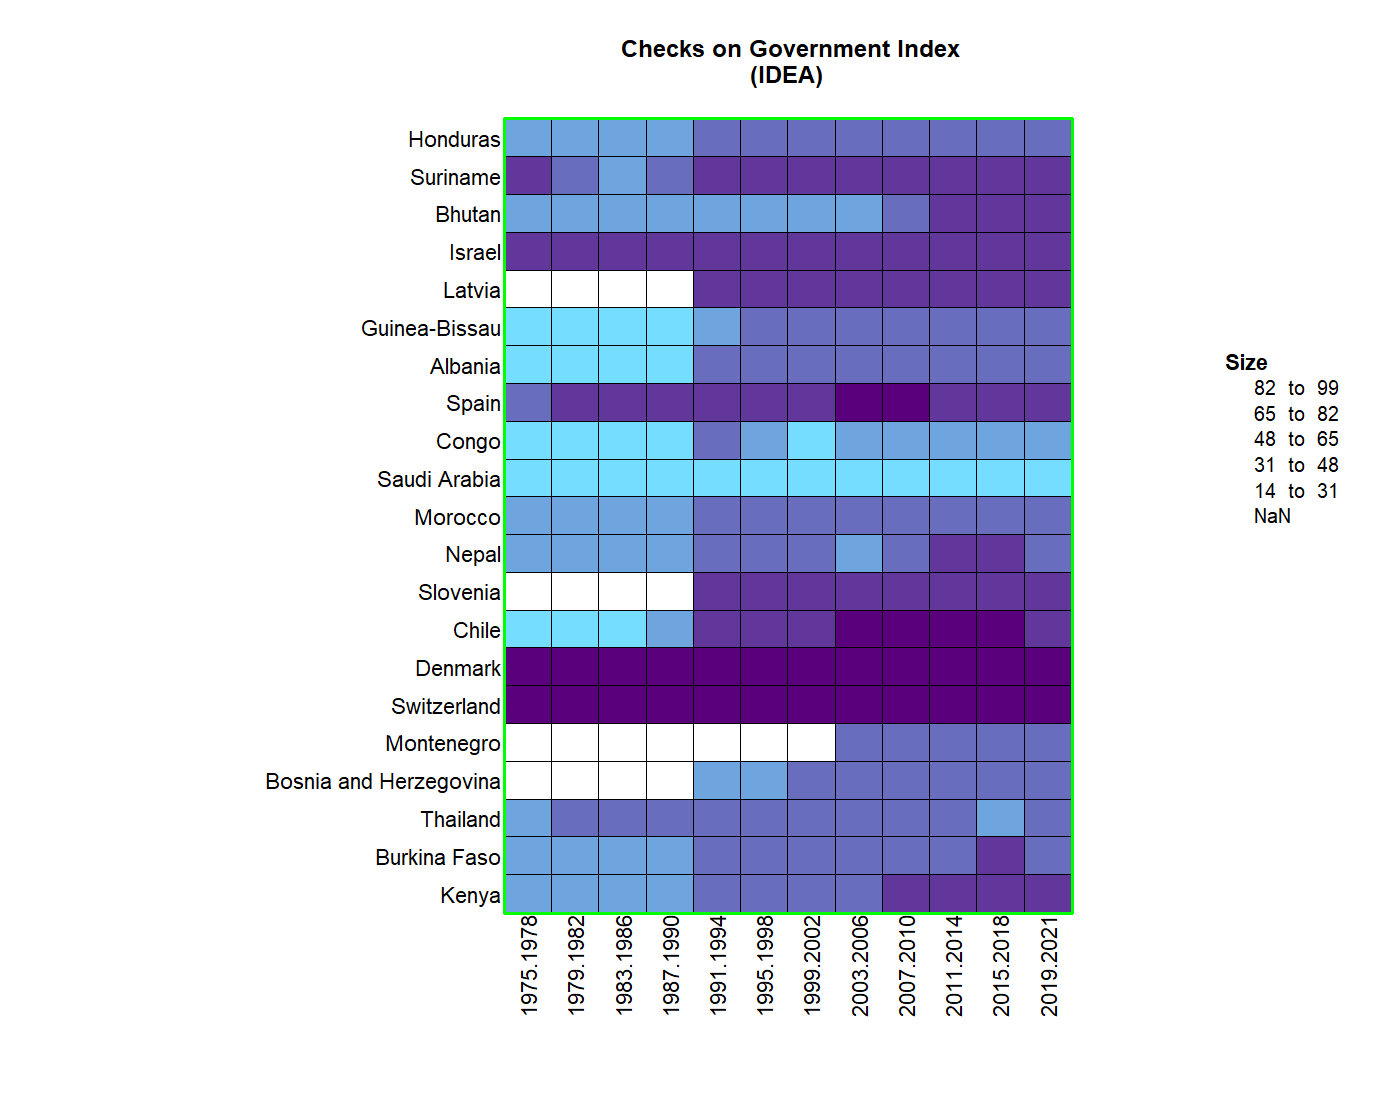 Checks on Government Index
(IDEA)
Honduras
Suriname
Bhutan
Israel
Latvia
Guinea-Bissau
Albania
Spain
Congo
Saudi Arabia
Morocco
Nepal
Slovenia
Chile
Denmark
Switzerland
Montenegro
Bosnia and Herzegovina
Thailand
Burkina Faso
Kenya
1975.1978
1979.1982
1983.1986
1987.1990
1991.1994
1995.1998
1999.2002
2003.2006
2007.2010
2011.2014
2015.2018
2019.2021
Size
82 to 99
65 to 82
48 to 65
31 to 48
14 to 31
NaN